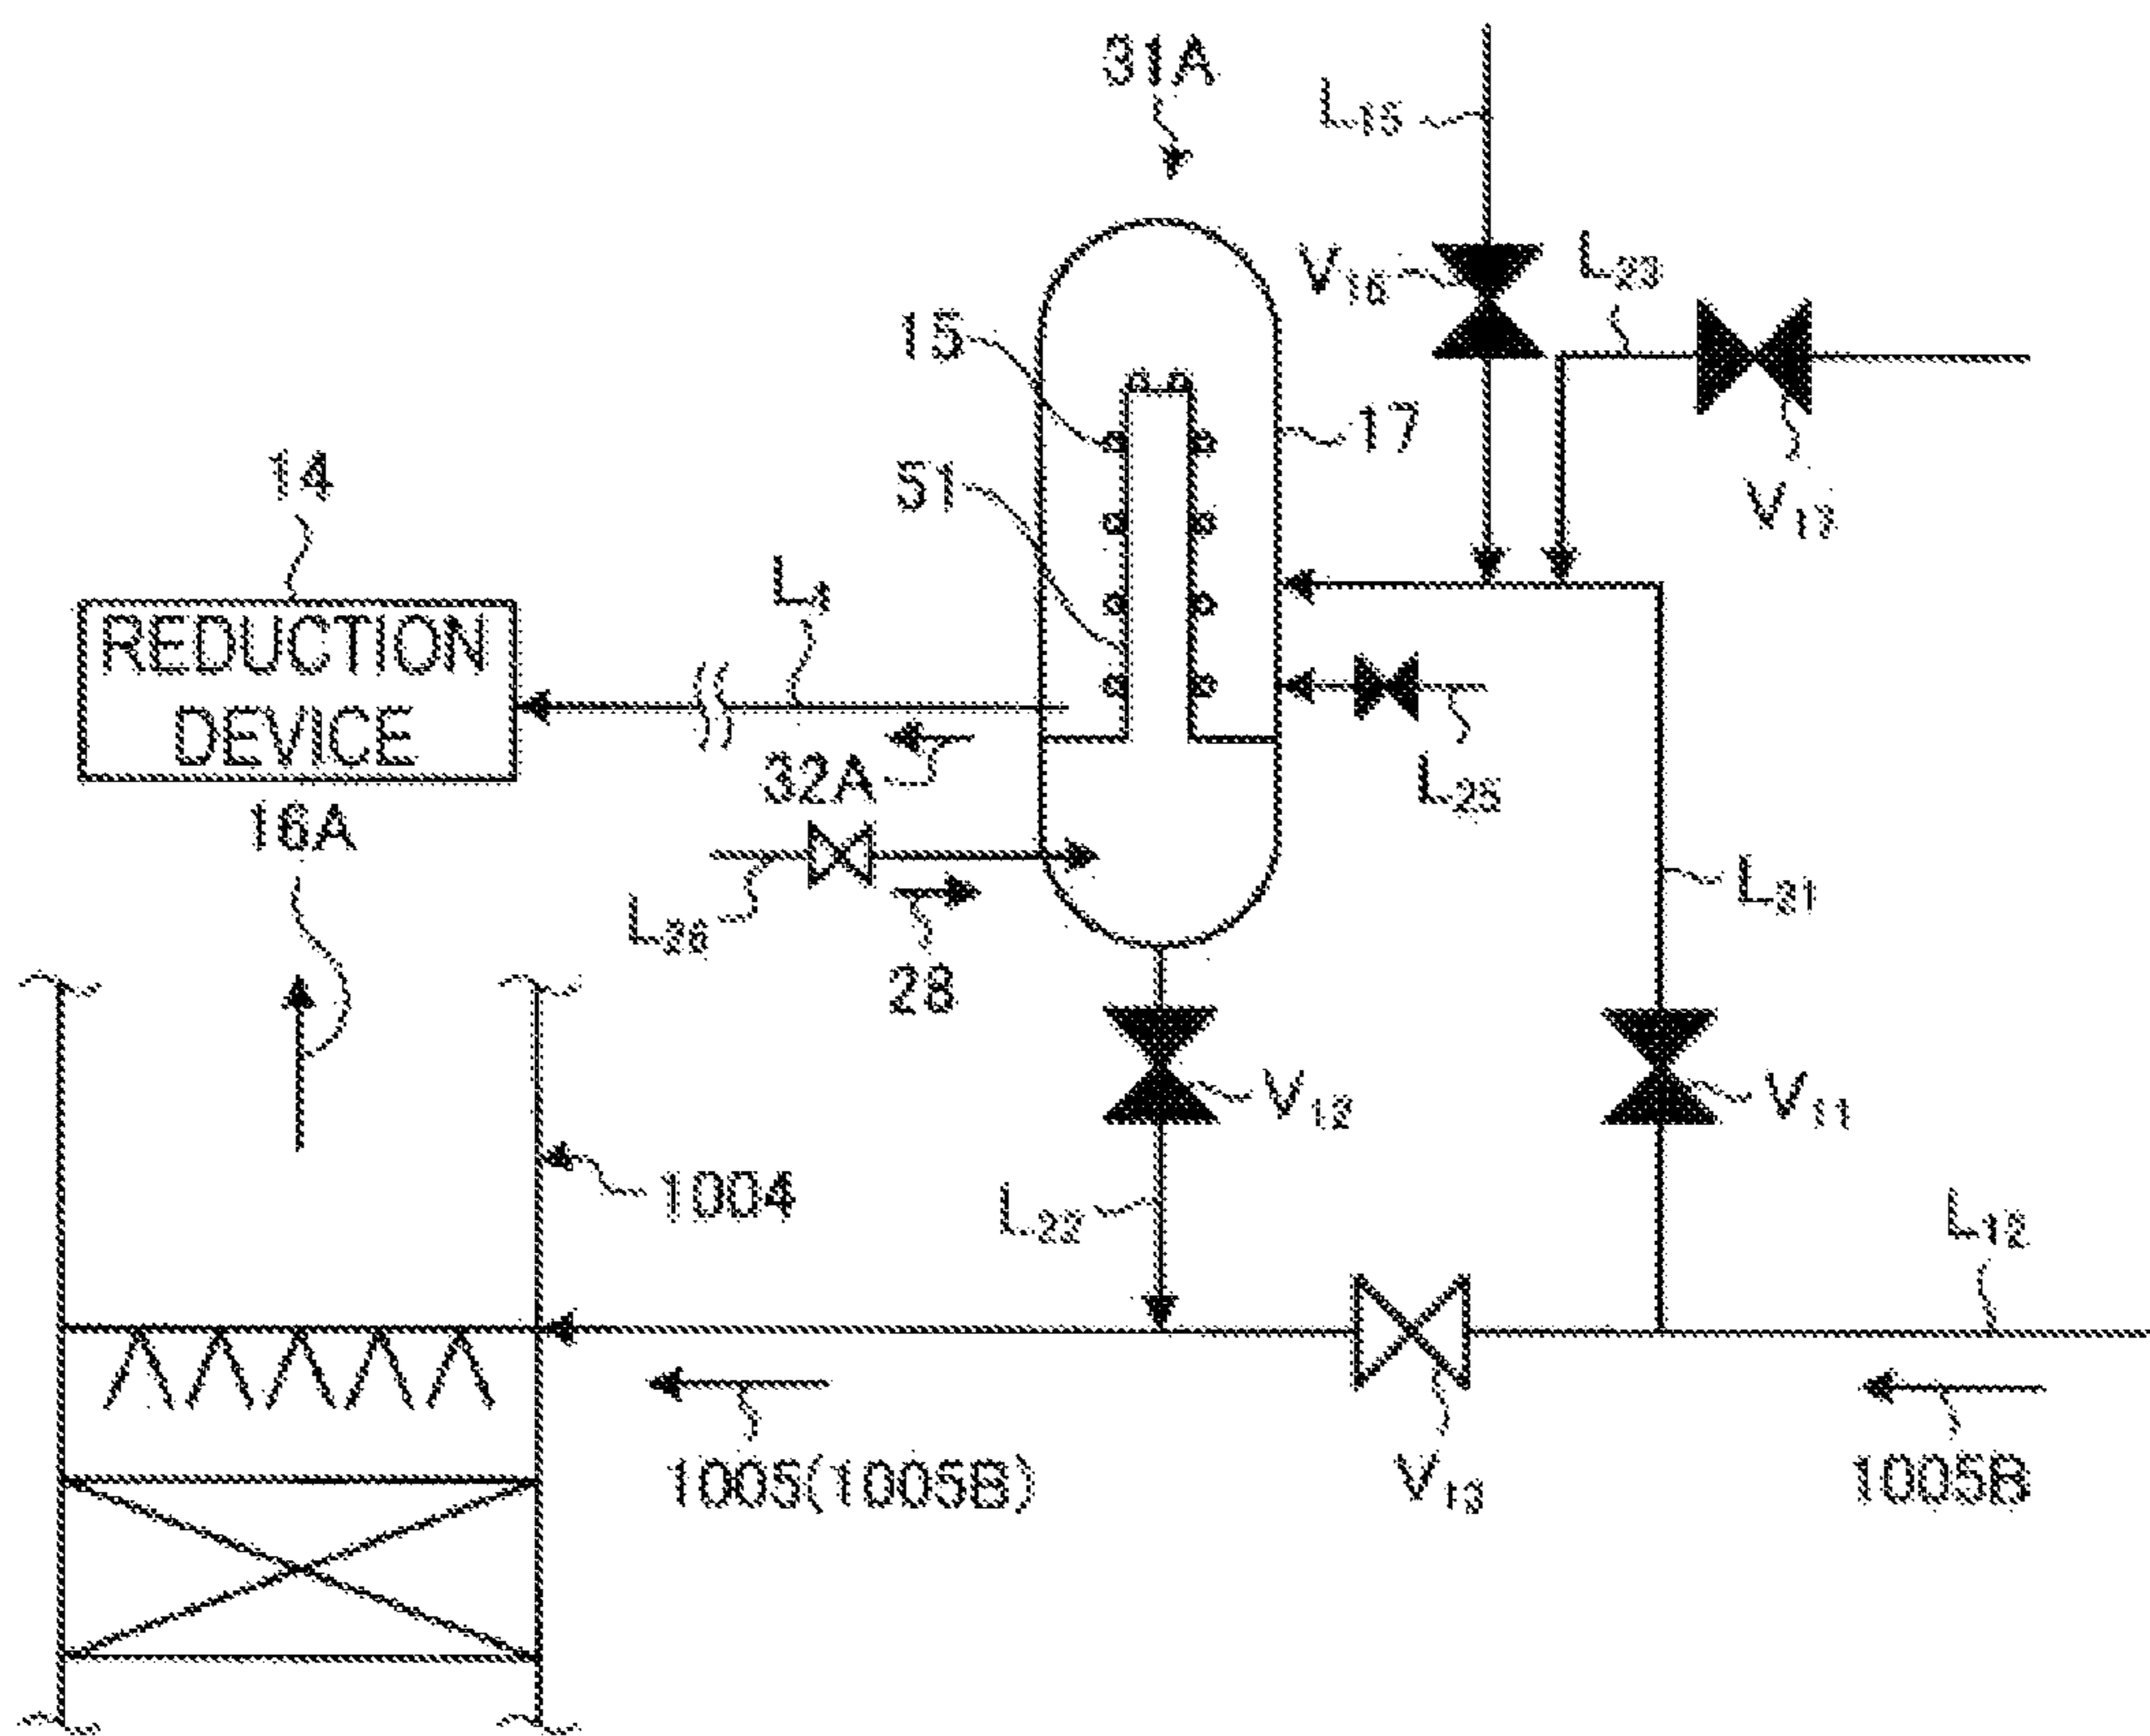 31A
L₁₅
V₁₆
L₂₃
15
17
51
V₁₇
14
L₄
REDUCTION
DEVICE
32A
L₂₅
16A
L₂₁
L₂₆
28
V₁₂
V₁₁
1004
L₂₂
L₁₂
1005(1005B)
V₁₃
1005B